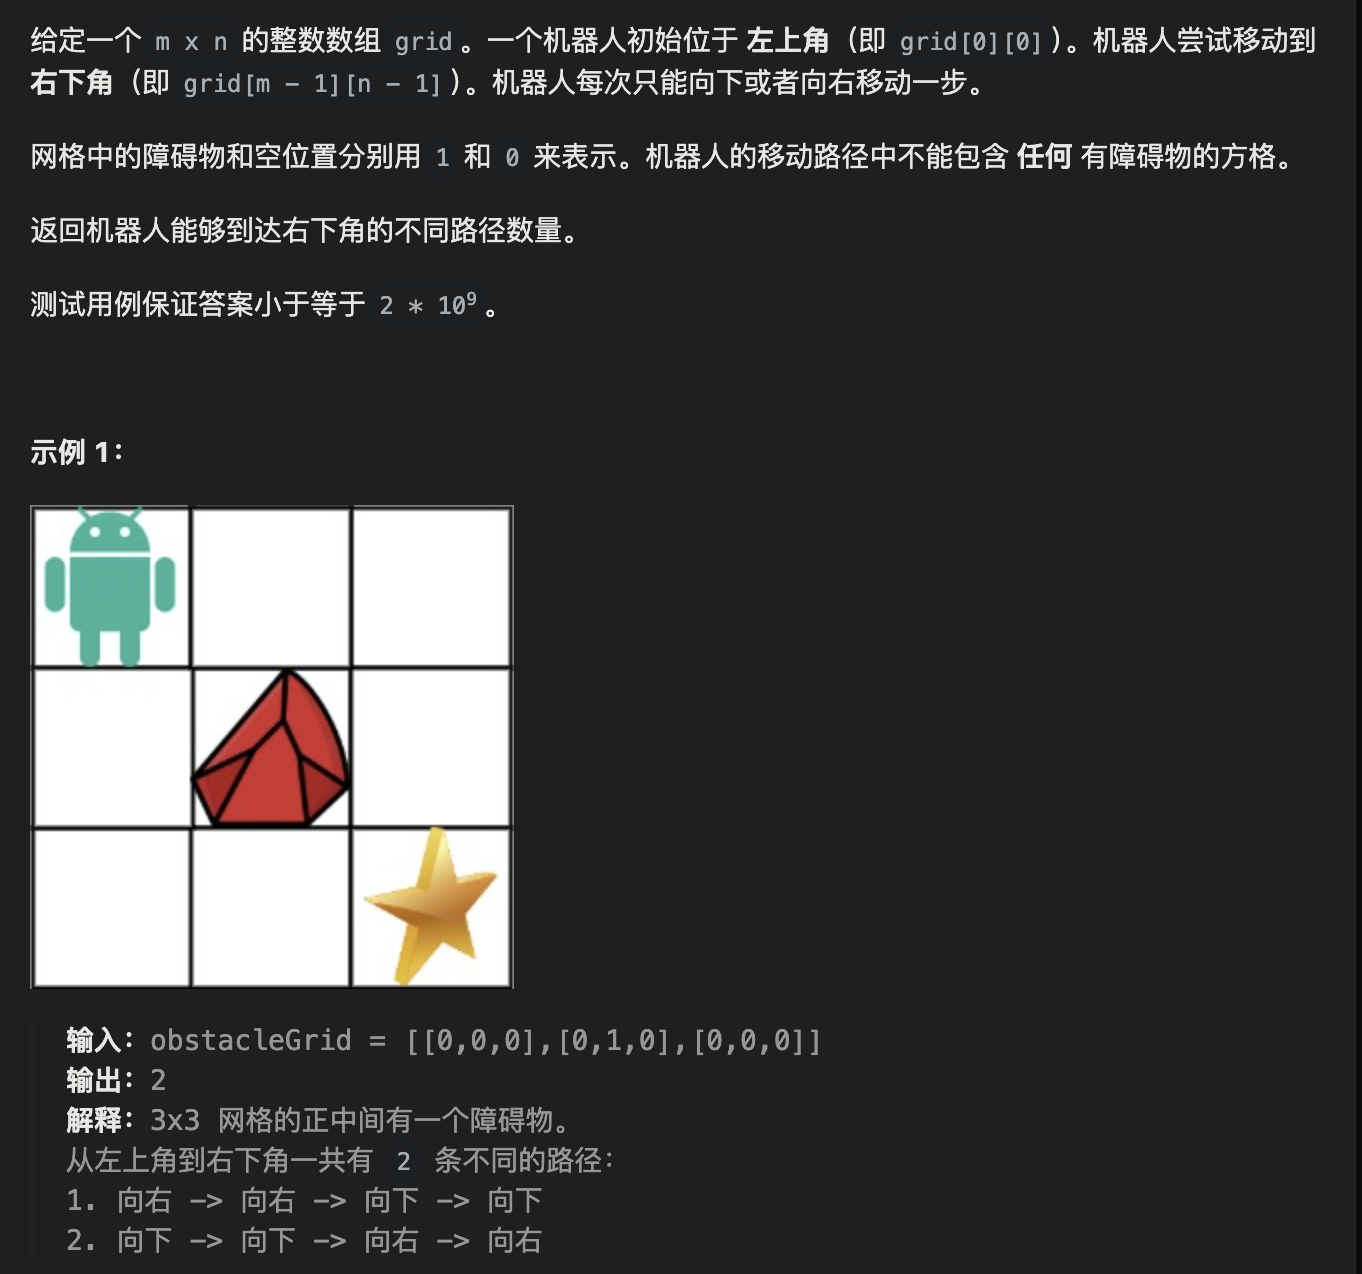 给定一个 m x n 的整数数组 grid。一个机器人初始位于 左上角（即 grid[0][0]）。机器人尝试移动到
右下角（即 grid[m - 1][n - 1]）。机器人每次只能向下或者向右移动一步。
网格中的障碍物和空位置分别用 1 和 0 来表示。机器人的移动路径中不能包含 任何 有障碍物的方格。
返回机器人能够到达右下角的不同路径数量。
测试用例保证答案小于等于 2 * 10⁹。
示例 1：
输入：obstacleGrid = [[0,0,0],[0,1,0],[0,0,0]]
输出：2
解释：3x3 网格的正中间有一个障碍物。
从左上角到右下角一共有 2 条不同的路径：
1. 向右 -> 向右 -> 向下 -> 向下
2. 向下 -> 向下 -> 向右 -> 向右